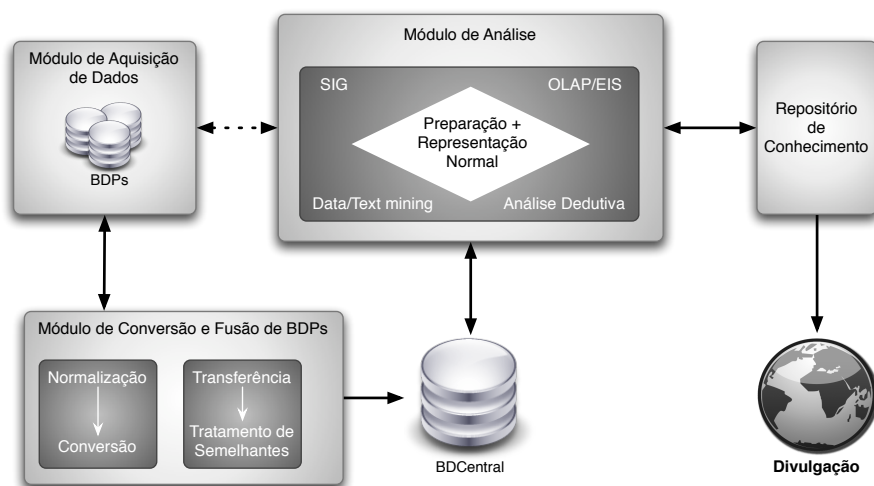 Módulo de Aquisição
de Dados
BDPs
Módulo de Análise
SIG
OLAP/EIS
Preparação +
Representação
Normal
Data/Text mining
Análise Dedutiva
Repositório
de
Conhecimento
Módulo de Conversão e Fusão de BDPs
Normalização
Conversão
Transferência
Tratamento de
Semelhantes
BDCentral
Divulgação